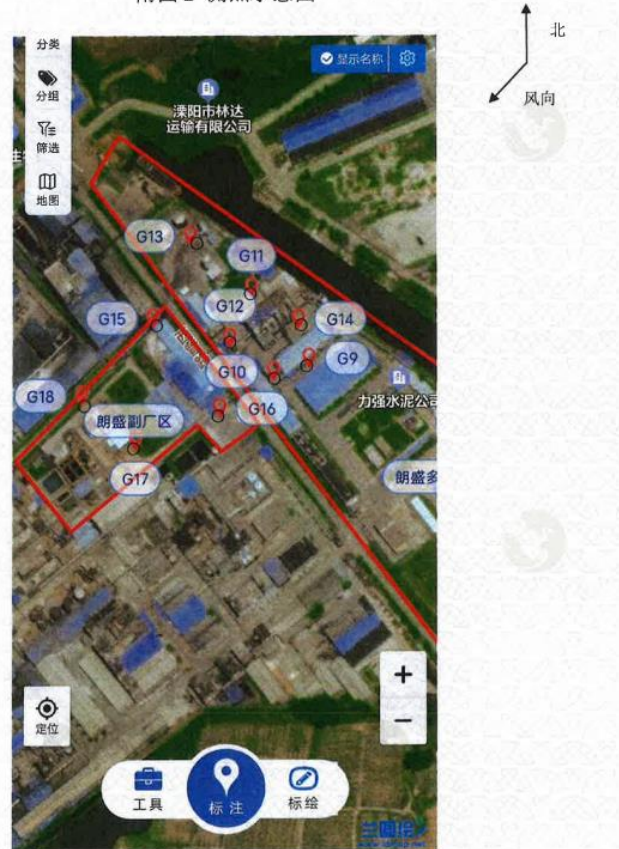 北
风向
分类
分组
筛选
地图
显示名称
溧阳市林达
运输有限公司
G13
G11
G12
G15
G14
G10
G9
G18
G16
力强水泥公司
朗盛副厂区
G17
朗盛多
定位
+
−
工具
标注
标绘